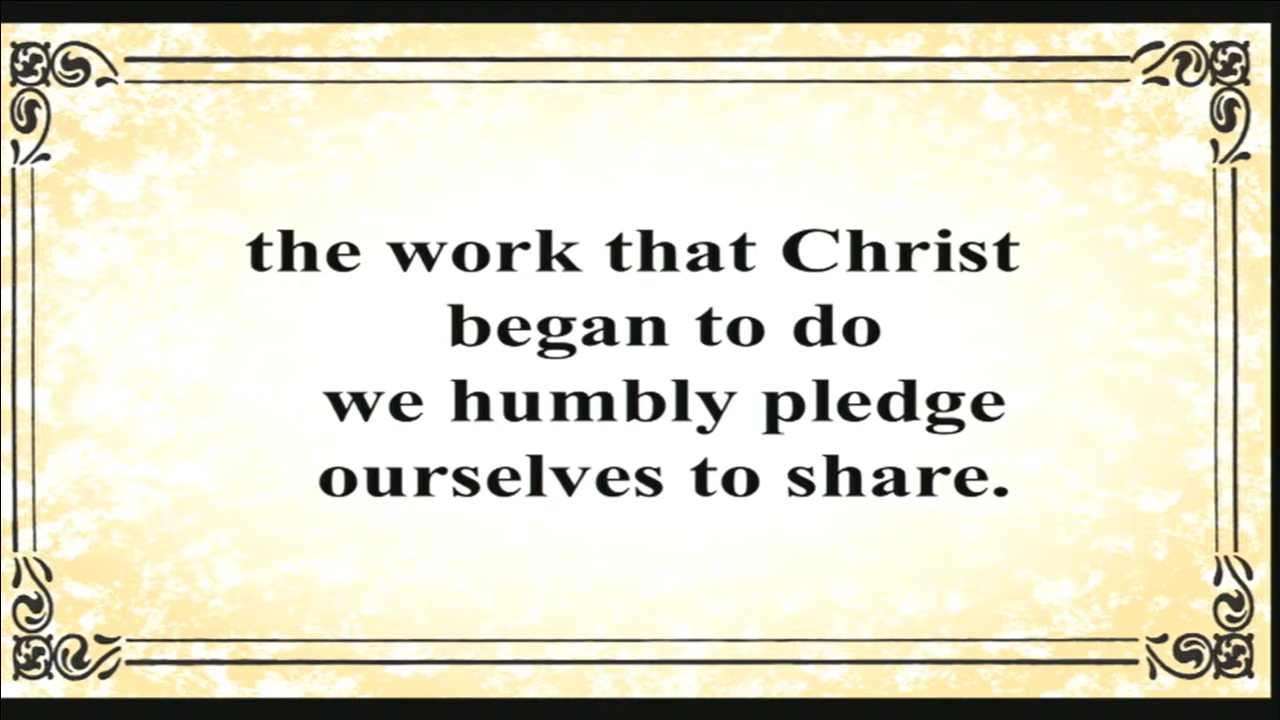 the work that Christ
began to do
we humbly pledge
ourselves to share.